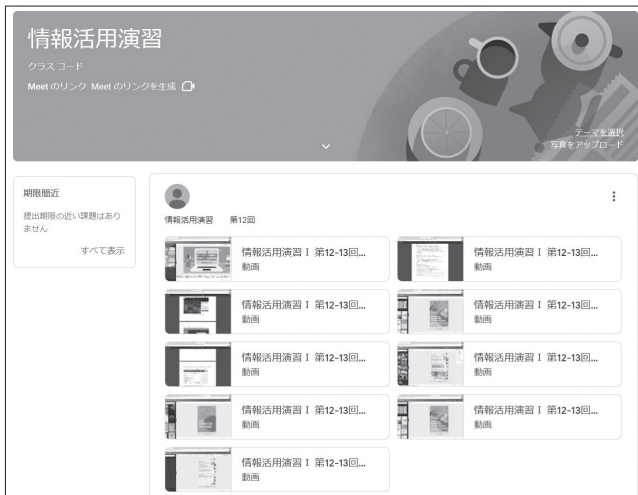 情報活用演習
クラス コード
Meet のリンク Meet のリンクを生成
テーマを選択
写真をアップロード
期限間近
提出期限の近い課題はあり
ません
すべて表示
情報活用演習 第12回
情報活用演習 I 第12-13回...
動画
情報活用演習 I 第12-13回...
動画
情報活用演習 I 第12-13回...
動画
情報活用演習 I 第12-13回...
動画
情報活用演習 I 第12-13回...
動画
情報活用演習 I 第12-13回...
動画
情報活用演習 I 第12-13回...
動画
情報活用演習 I 第12-13回...
動画
情報活用演習 I 第12-13回...
動画